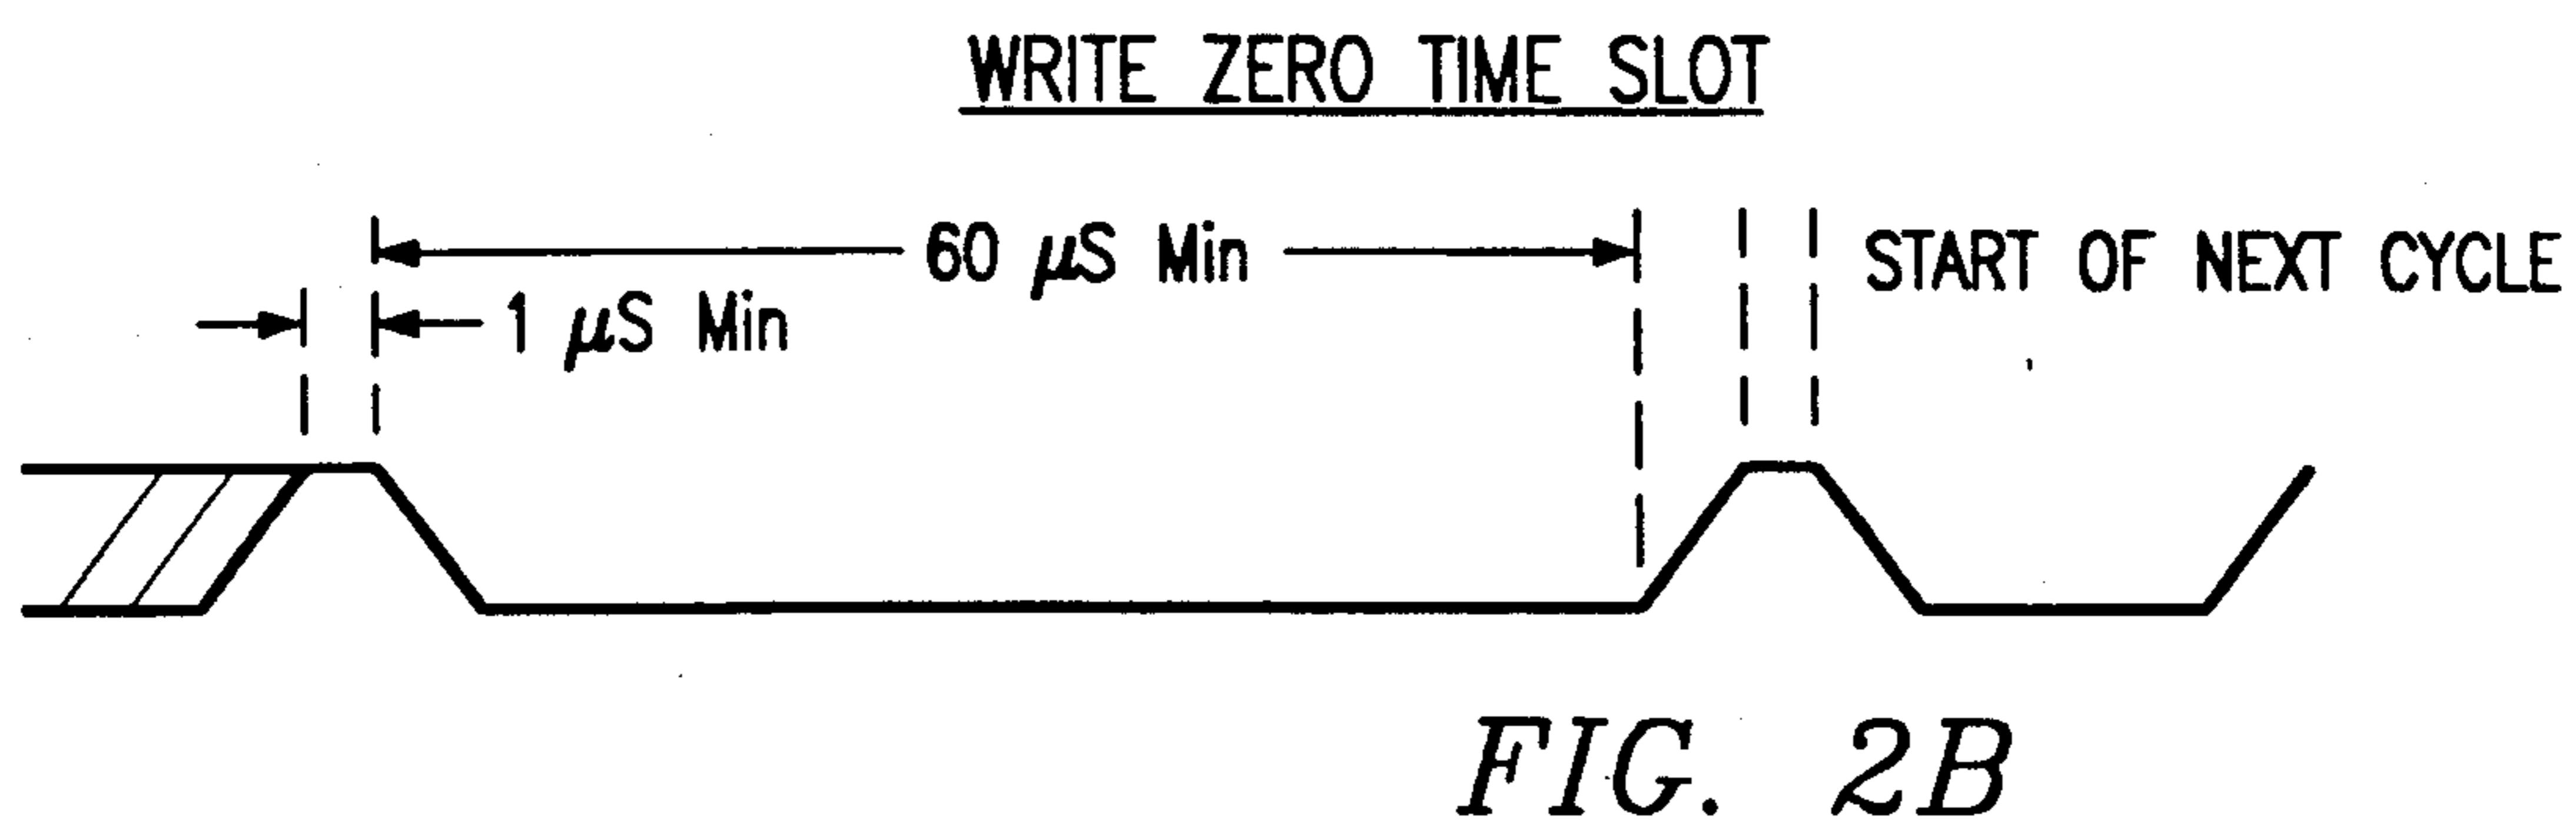 WRITE ZERO TIME SLOT
60 µS Min
START OF NEXT CYCLE
1 µS Min
FIG. 2B